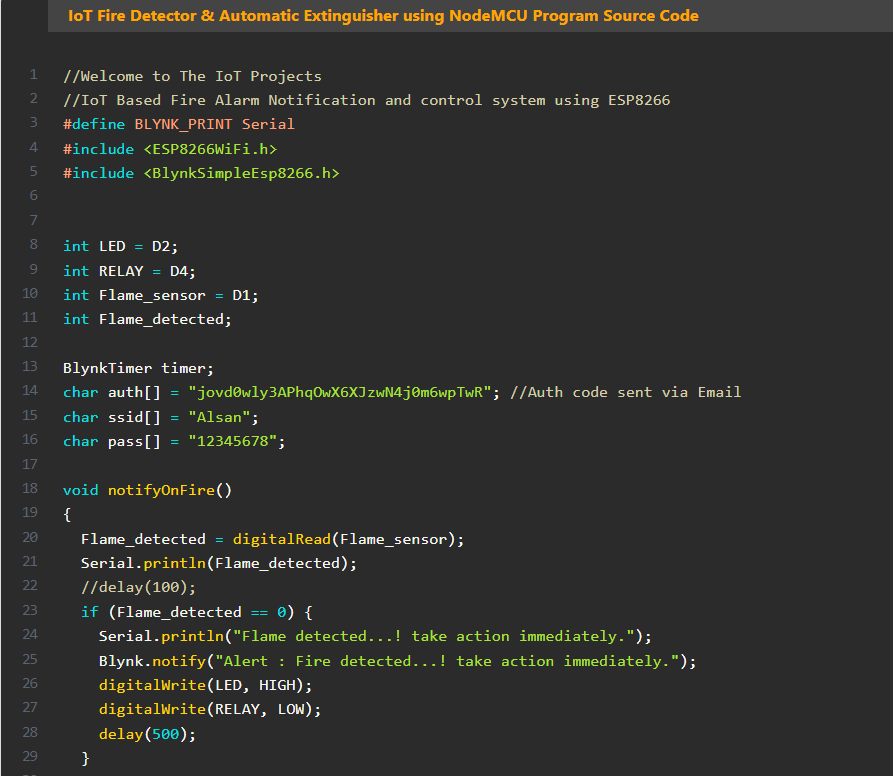 IoT Fire Detector & Automatic Extinguisher using NodeMCU Program Source Code
1 //Welcome to The IoT Projects
2 //IoT Based Fire Alarm Notification and control system using ESP8266
3 #define BLYNK_PRINT Serial
4 #include <ESP8266WiFi.h>
5 #include <BlynkSimpleEsp8266.h>
6
7
8 int LED = D2;
9 int RELAY = D4;
10 int Flame_sensor = D1;
11 int Flame_detected;
12
13 BlynkTimer timer;
14 char auth[] = "jovd0wly3APhqOwX6XJzwN4j0m6wpTwR"; //Auth code sent via Email
15 char ssid[] = "Alsan";
16 char pass[] = "12345678";
17
18 void notifyOnFire()
19 {
20   Flame_detected = digitalRead(Flame_sensor);
21   Serial.println(Flame_detected);
22   //delay(100);
23   if (Flame_detected == 0) {
24     Serial.println("Flame detected...! take action immediately.");
25     Blynk.notify("Alert : Fire detected...! take action immediately.");
26     digitalWrite(LED, HIGH);
27     digitalWrite(RELAY, LOW);
28     delay(500);
29   }